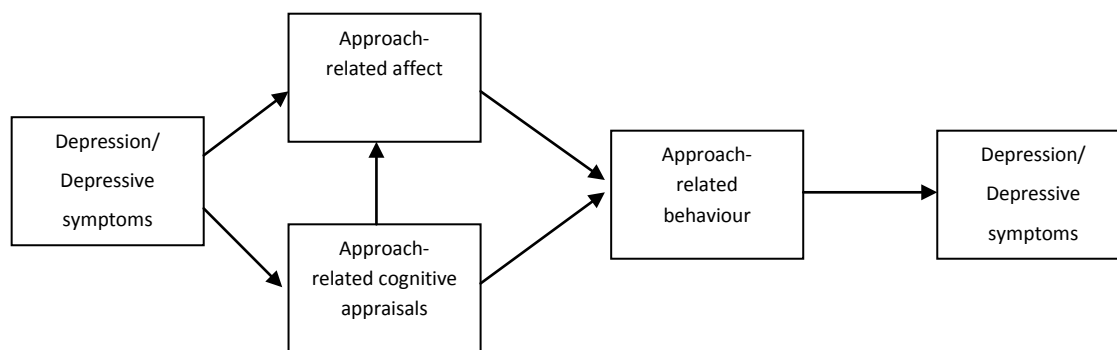 Depression/
Depressive
symptoms
Approach-
related affect
Approach-
related cognitive
appraisals
Approach-
related
behaviour
Depression/
Depressive
symptoms